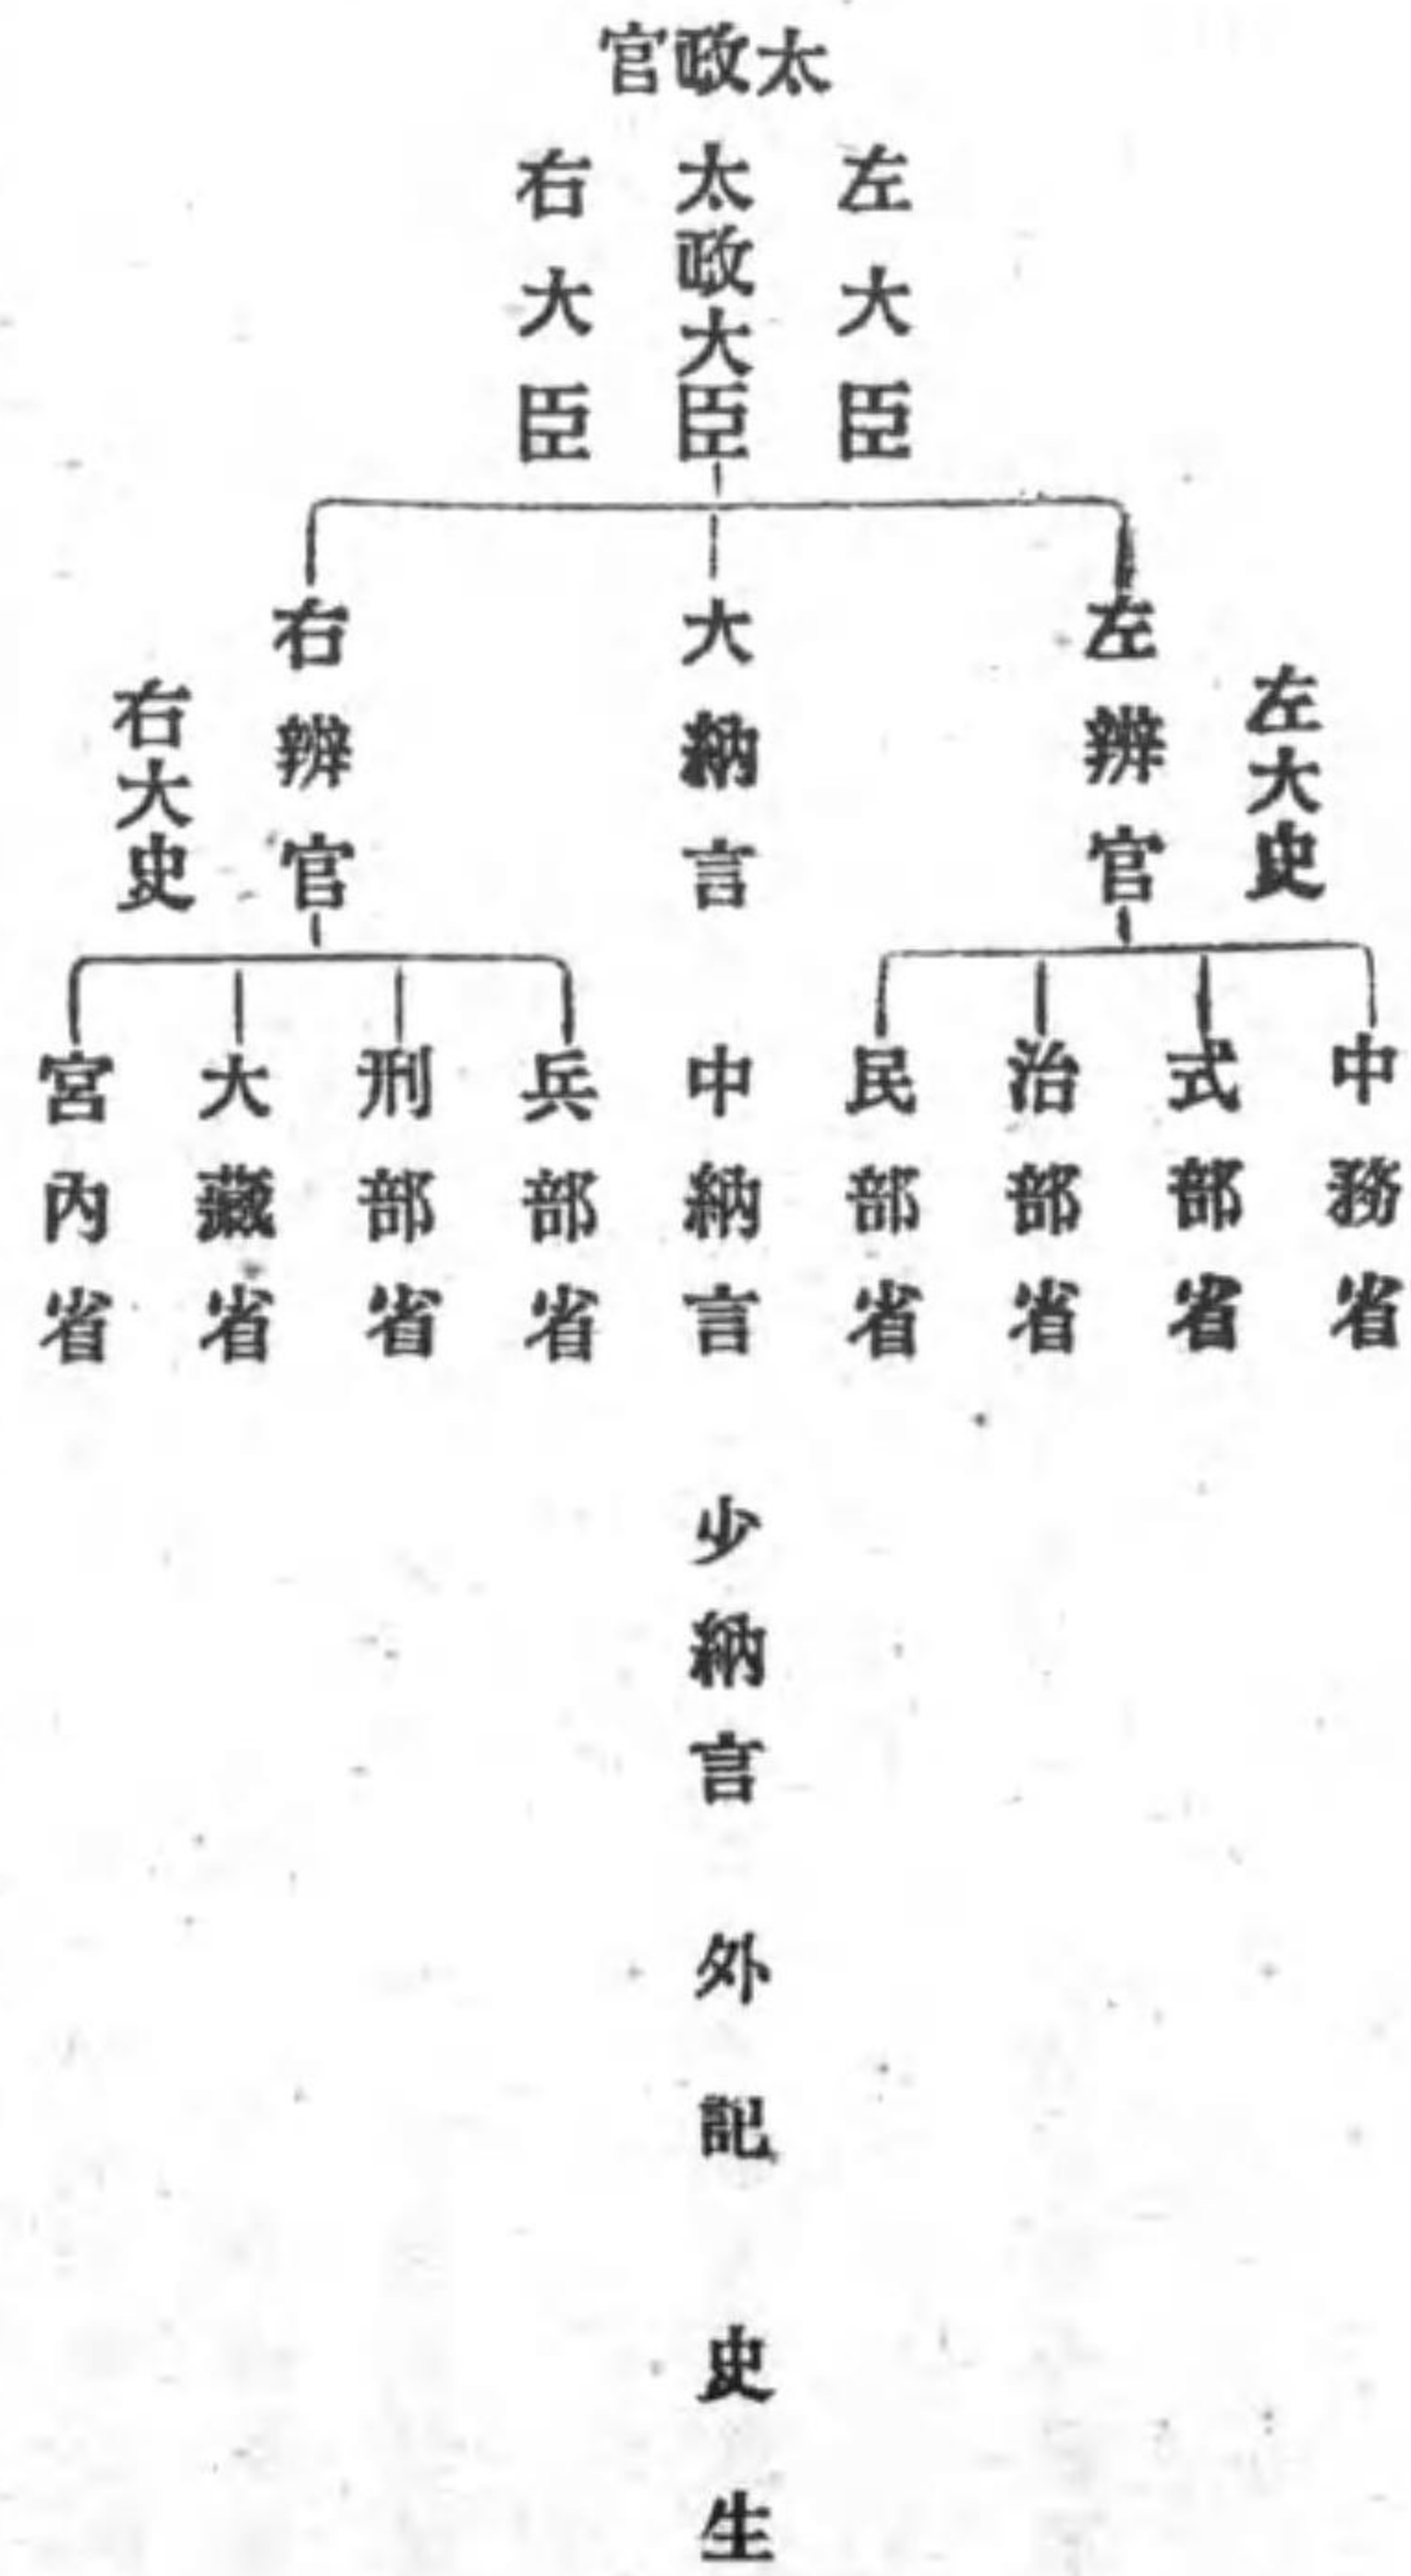 太政官
左大臣
太政大臣
右大臣
左大史
左辨官
大納言
右辨官
右大史
中務省
式部省
治部省
民部省
中納言
兵部省
刑部省
大藏省
宮內省
少納言
外記
史生